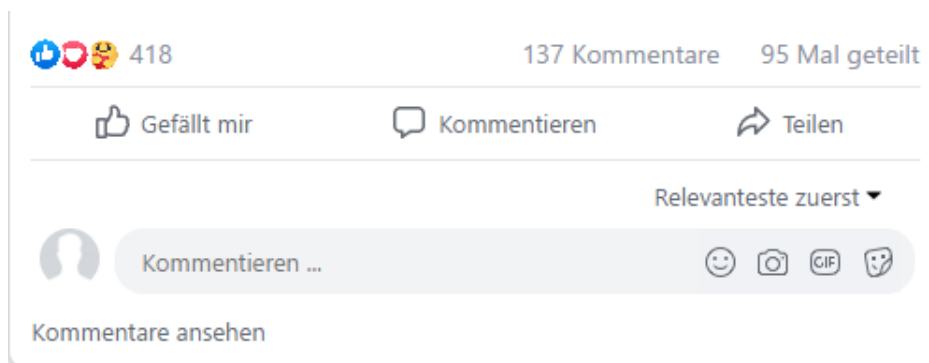 418 137 Kommentare 95 Mal geteilt
Gefällt mir Kommentieren Teilen
Relevanteste zuerst
Kommentieren ... GIF
Kommentare ansehen